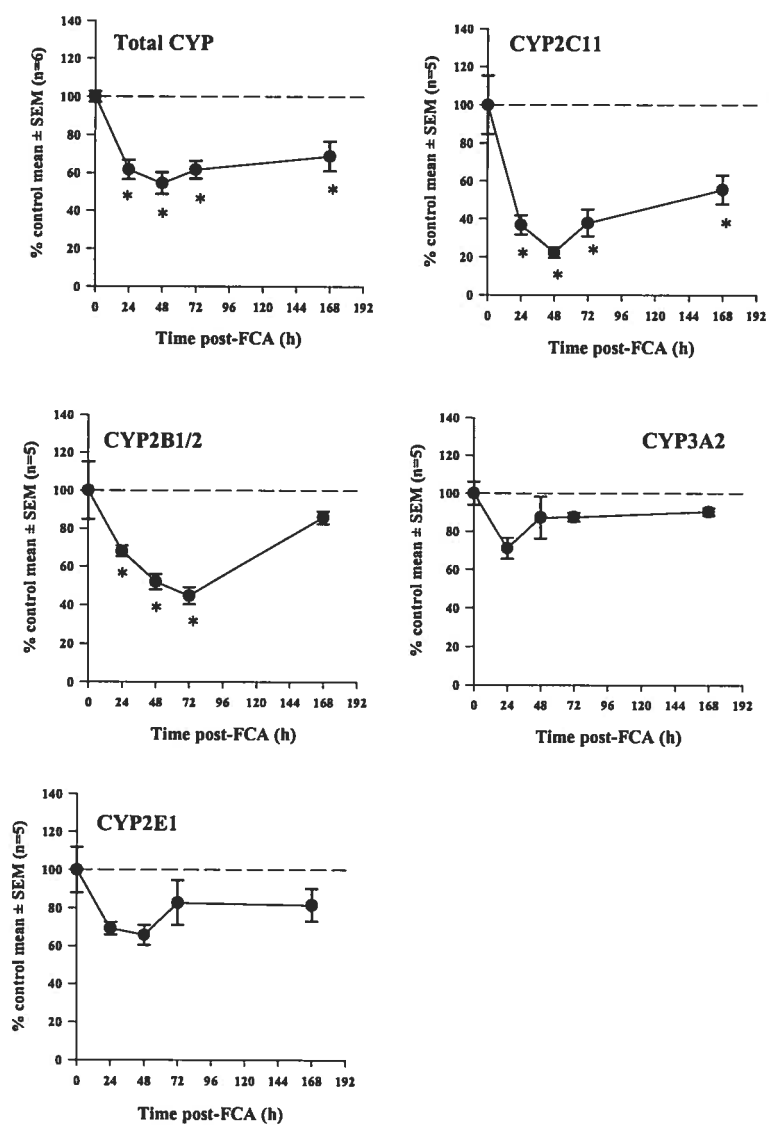 Total CYP
% control mean ± SEM (n=6)
140
120
100
80
60
40
20
0
* * * *
0 24 48 72 96 120 144 168 192
Time post-FCA (h)
CYP2C11
% control mean ± SEM (n=5)
140
120
100
80
60
40
20
0
* * * *
0 24 48 72 96 120 144 168 192
Time post-FCA (h)
CYP2B1/2
% control mean ± SEM (n=5)
140
120
100
80
60
40
20
0
* * *
0 24 48 72 96 120 144 168 192
Time post-FCA (h)
CYP3A2
% control mean ± SEM (n=5)
140
120
100
80
60
40
20
0
0 24 48 72 96 120 144 168 192
Time post-FCA (h)
CYP2E1
% control mean ± SEM (n=5)
140
120
100
80
60
40
20
0
0 24 48 72 96 120 144 168 192
Time post-FCA (h)